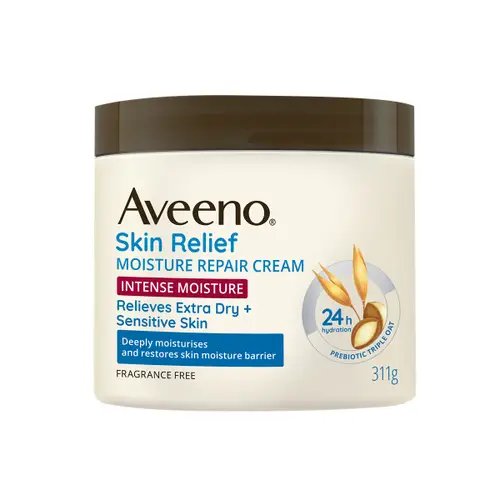 Aveeno®
Skin Relief
MOISTURE REPAIR CREAM
INTENSE MOISTURE
Relieves Extra Dry +
Sensitive Skin
Deeply moisturises
and restores skin moisture barrier
FRAGRANCE FREE
24h
hydration
PREBIOTIC TRIPLE OAT
311g